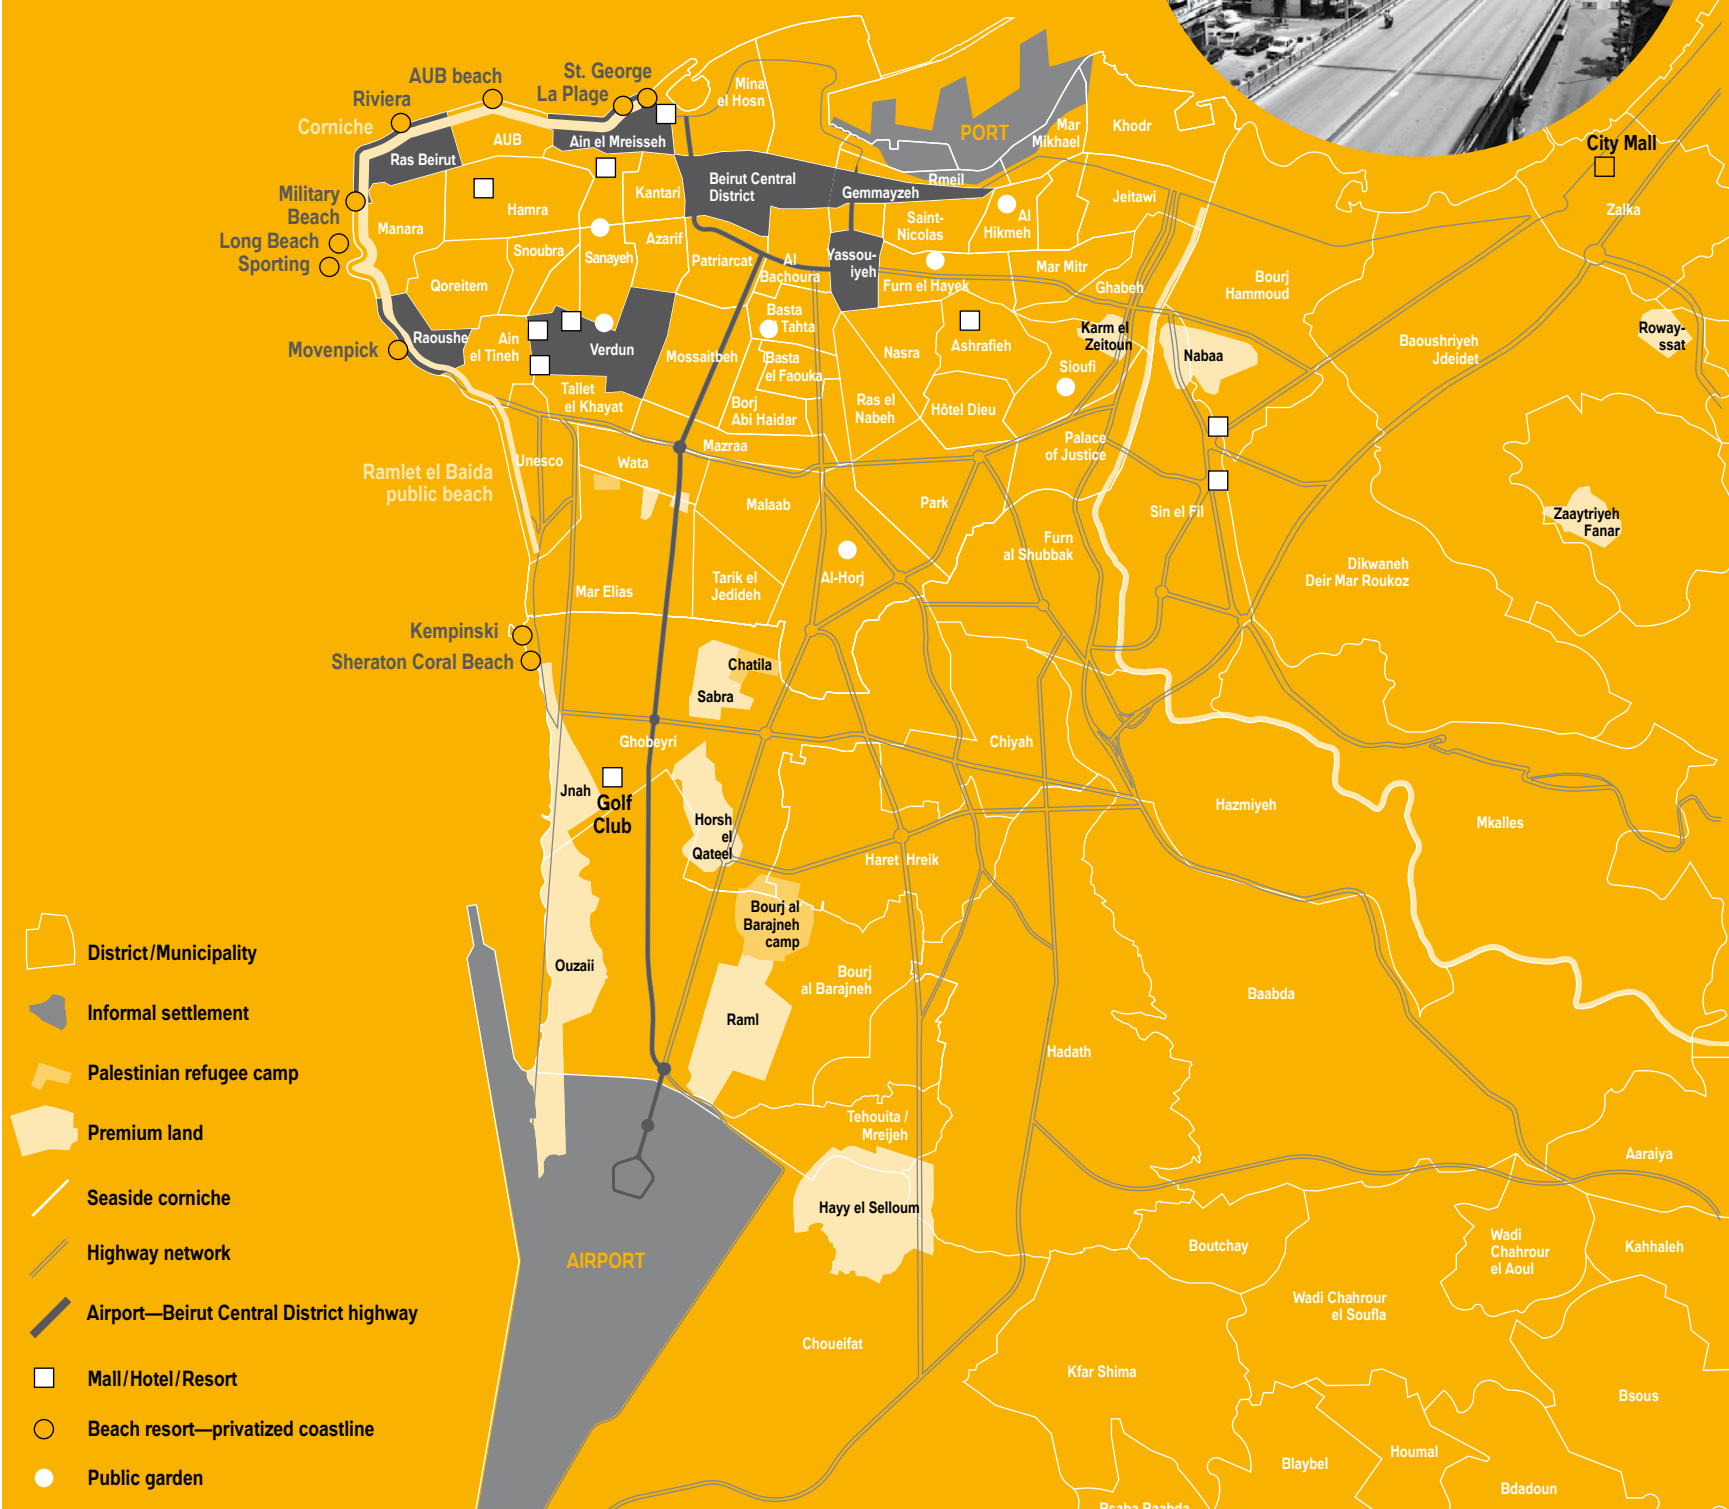 AUB beach
St. George
La Plage
Riviera
Corniche
Mina
el Hosn
PORT
Mar
Mikhael
Khodr
City Mall
AUB
Ain el Mreisseh
Ras Beirut
Beirut Central
District
Gemmayzeh
Rmeil
Kantari
Jeitawi
Military
Beach
Hamra
Manara
Saint-
Nicolas
Al
Hikmeh
Zalka
Long Beach
Sporting
Snoubra
Sanayeh
Azarif
Patriarcat
Al
Bachoura
Yassou-
iyeh
Mar Mitr
Furn el Hayek
Ghabeh
Bourj
Hammoud
Qoreitem
Basta
Tahta
Karm el
Zeitoun
Nabaa
Roway-
ssat
Baoushriyeh
Jdeidet
Movenpick
Raoushe
Ain
el Tineh
Verdun
Mossaitbeh
Basta
el Faouka
Nasra
Ashrafieh
Sioufi
Tallet
el Khayat
Borj
Abi Haidar
Ras el
Nabeh
Hôtel Dieu
Palace
of Justice
Mazraa
Ramlet el Baida
public beach
Unesco
Wata
Malaab
Park
Sin el Fil
Zaaytriyeh
Fanar
Furn
al Shubbak
Dikwaneh
Deir Mar Roukoz
Mar Elias
Tarik el
Jedideh
Al-Horj
Kempinski
Sheraton Coral Beach
Chatila
Sabra
Ghobeyri
Chiyah
Jnah
Golf
Club
Horsh
el
Qateel
Haret Hreik
Hazmiyeh
Mkalles
Bourj al
Barajneh
camp
Ouzaii
Bourj
al Barajneh
Baabda
Raml
Hadath
Tehouita /
Mreijeh
Aaraiya
Hayy el Selloum
AIRPORT
Boutchay
Wadi
Chahrour
el Aoul
Kahhaleh
Wadi Chahrour
el Soufla
Choueifat
Kfar Shima
Bsous
Blaybel
Houmal
Bdadoun
Bsaba Baabda
District/Municipality
Informal settlement
Palestinian refugee camp
Premium land
Seaside corniche
Highway network
Airport—Beirut Central District highway
Mall/Hotel/Resort
Beach resort—privatized coastline
Public garden